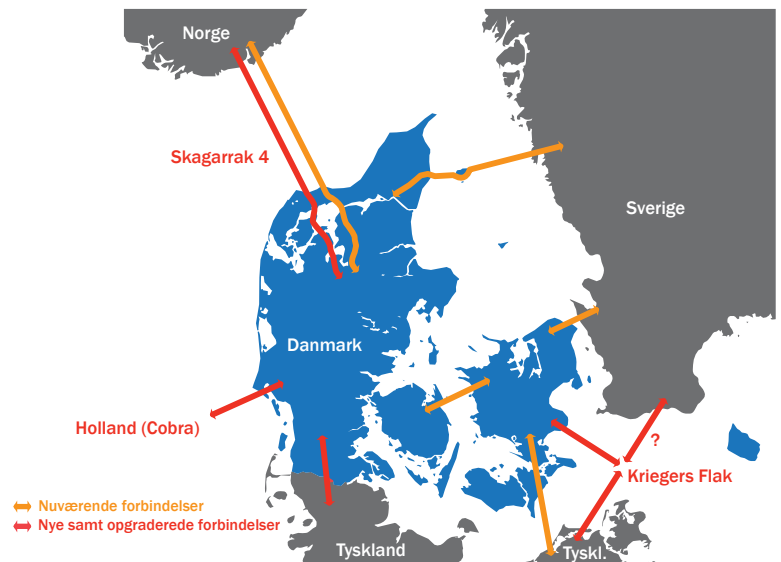 Norge
Skagarrak 4
Sverige
Danmark
Holland (Cobra)
?
Kriegers Flak
Nuværende forbindelser
Nye samt opgraderede forbindelser
Tyskland
Tyskl.